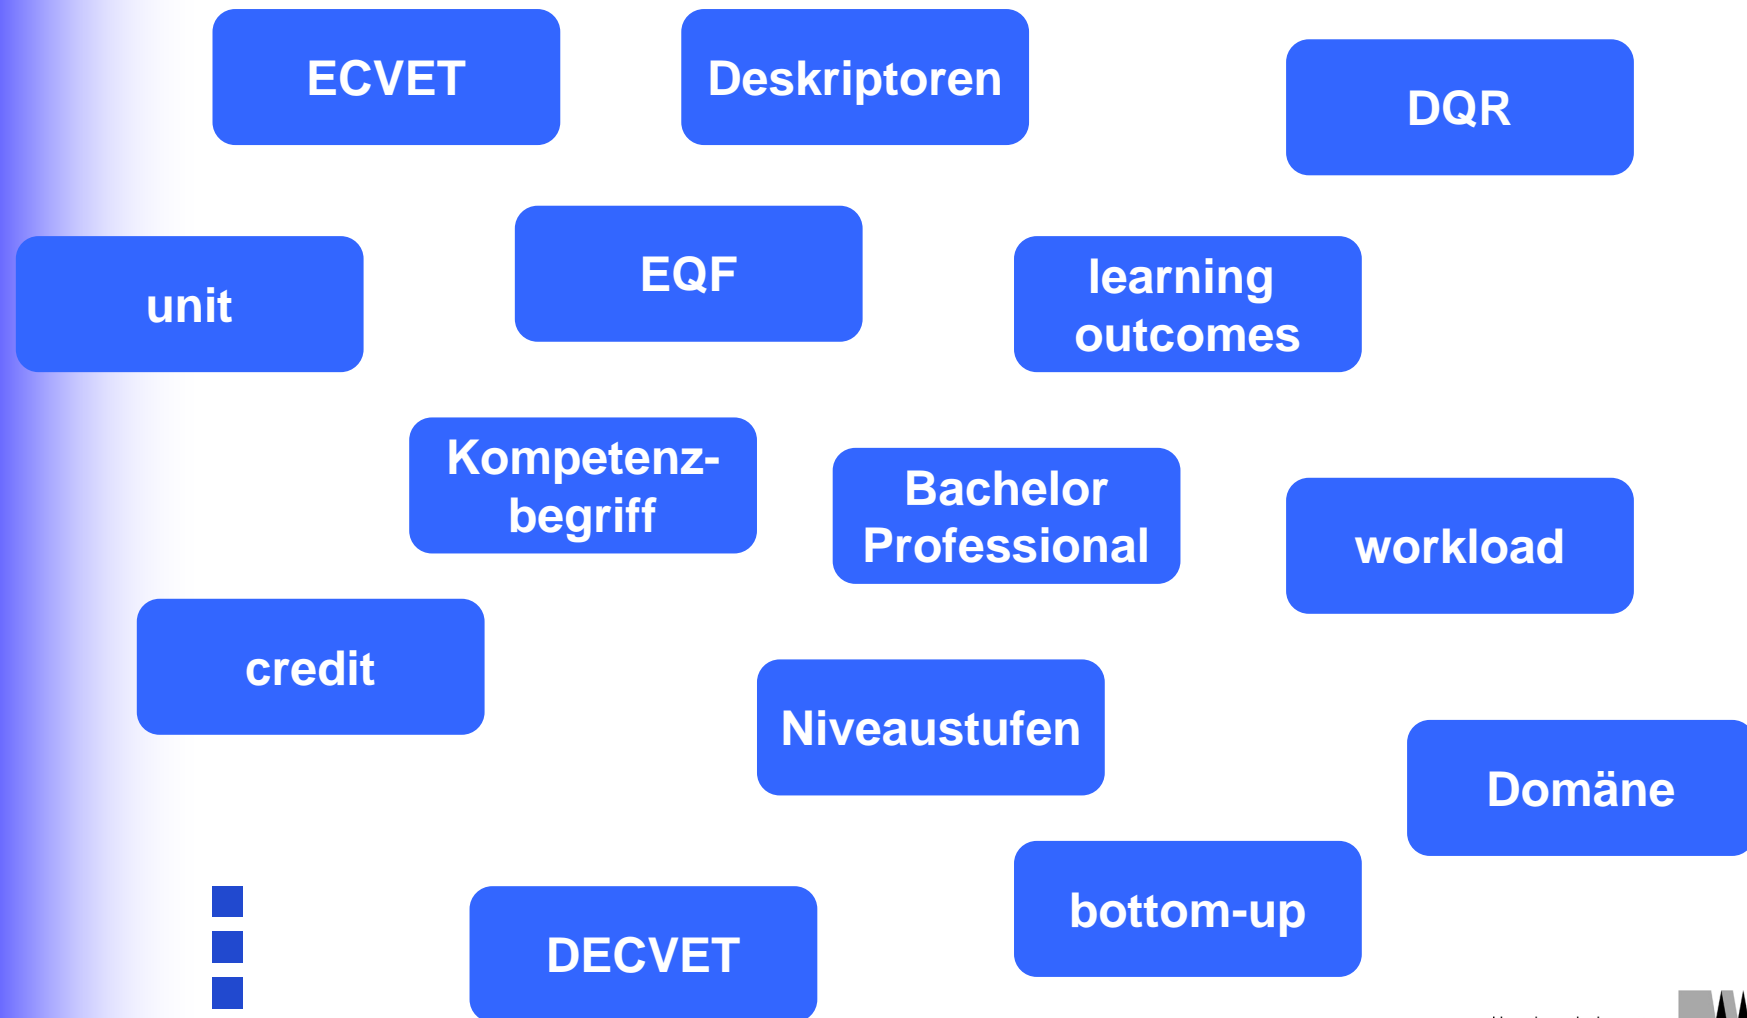 ECVET
Deskriptoren
DQR
unit
EQF
learning
outcomes
Kompetenz-
begriff
Bachelor
Professional
workload
credit
Niveaustufen
Domäne
bottom-up
DECVET